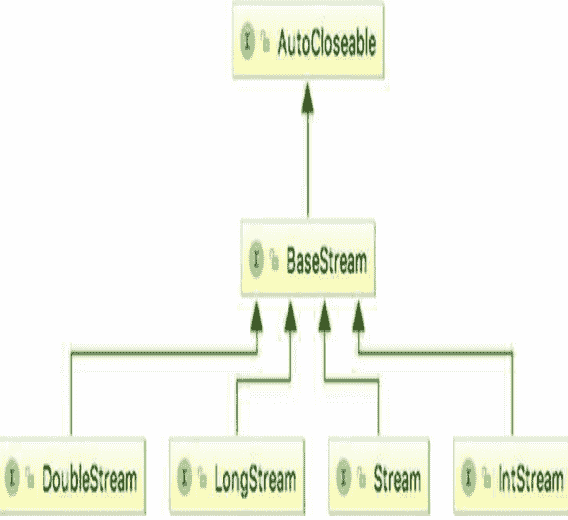 I AutoCloseable
I BaseStream
I DoubleStream
I LongStream
I Stream
I IntStream